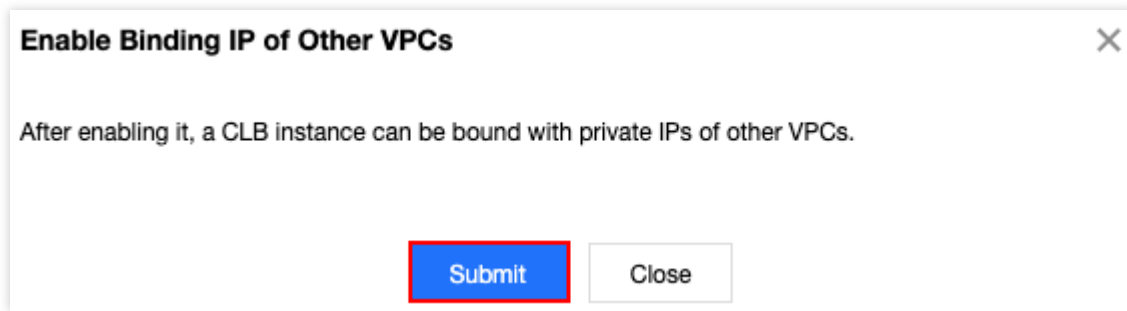 Enable Binding IP of Other VPCs
After enabling it, a CLB instance can be bound with private IPs of other VPCs.
Submit
Close